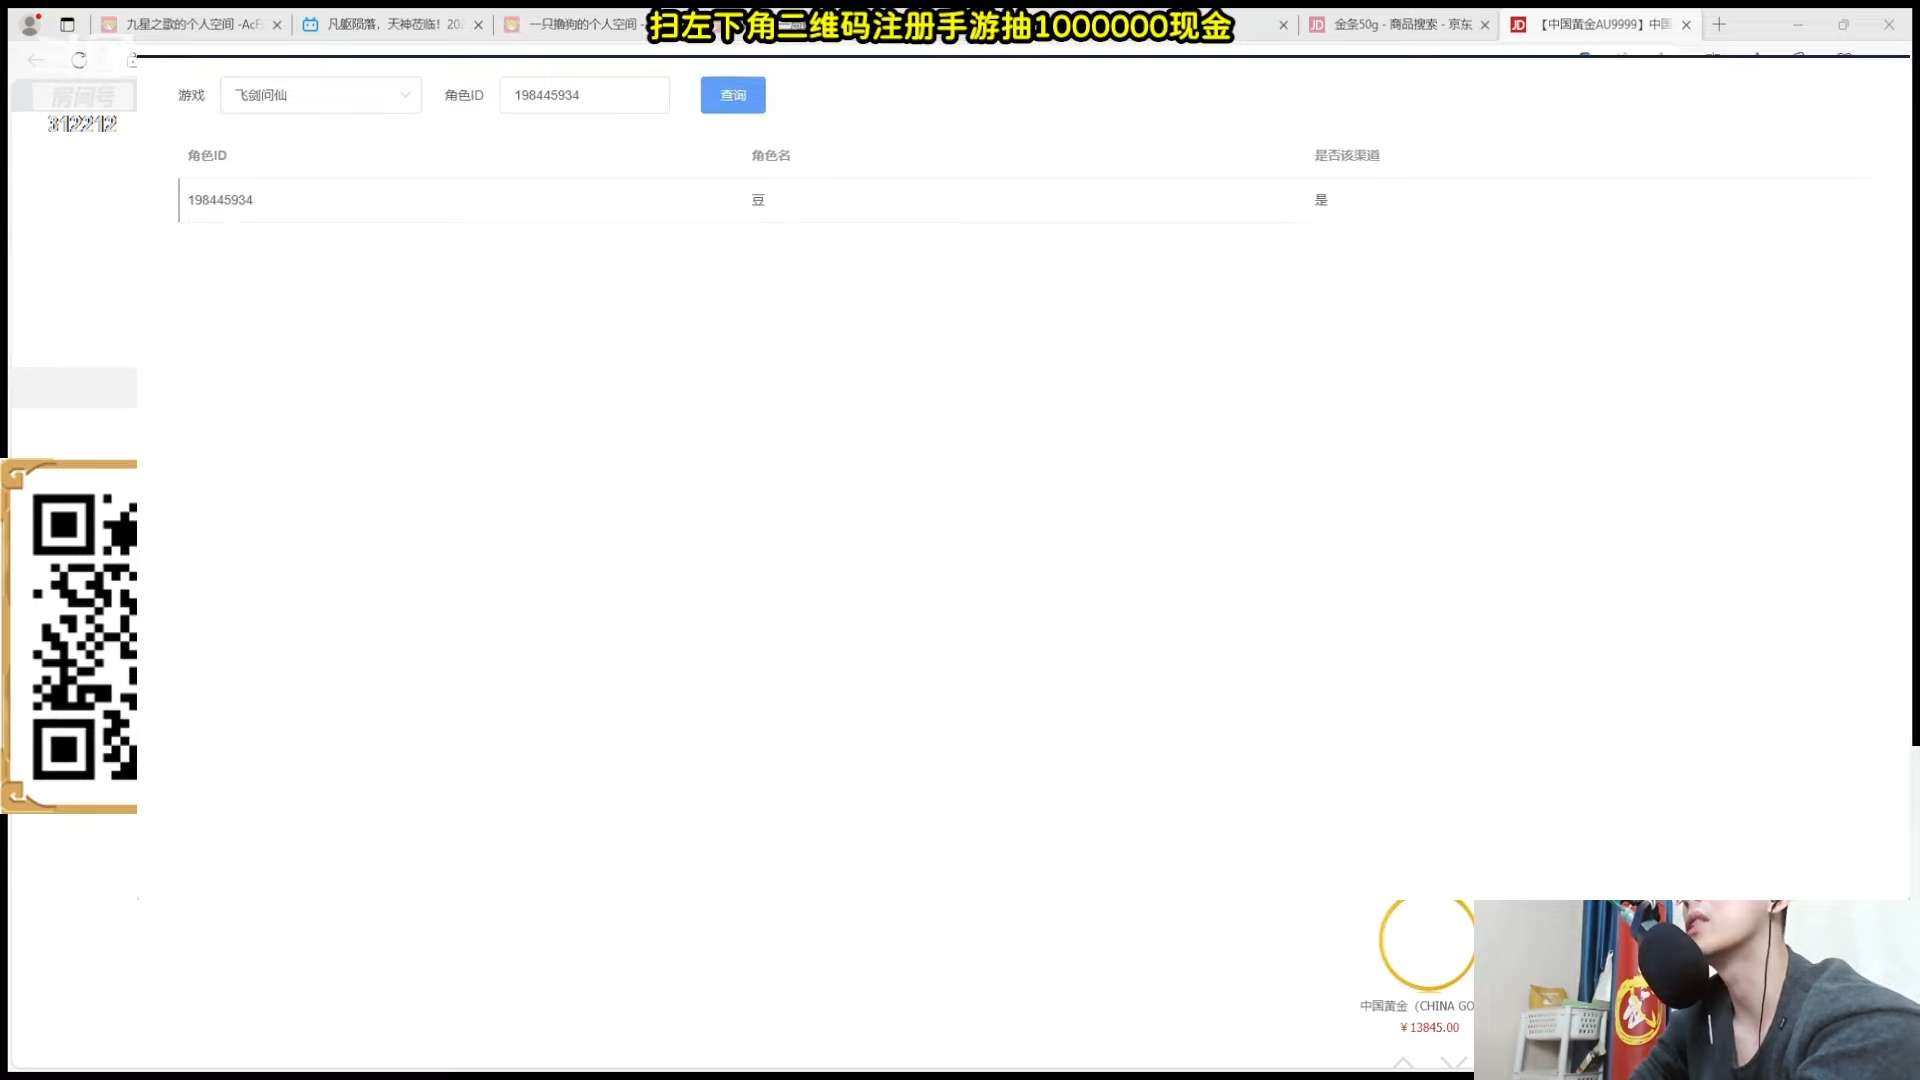 九星之歌的个人空间 -AcF
凡躯陨落，天神莅临！202
一只撸狗的个人空间 -
扫左下角二维码注册手游抽1000000现金
金条50g - 商品搜索 - 京东
【中国黄金AU9999】中国
房间号
312212
游戏
飞剑问仙
角色ID
198445934
查询
角色ID
角色名
是否该渠道
198445934
豆
是
中国黄金（CHINA GO
￥13845.00